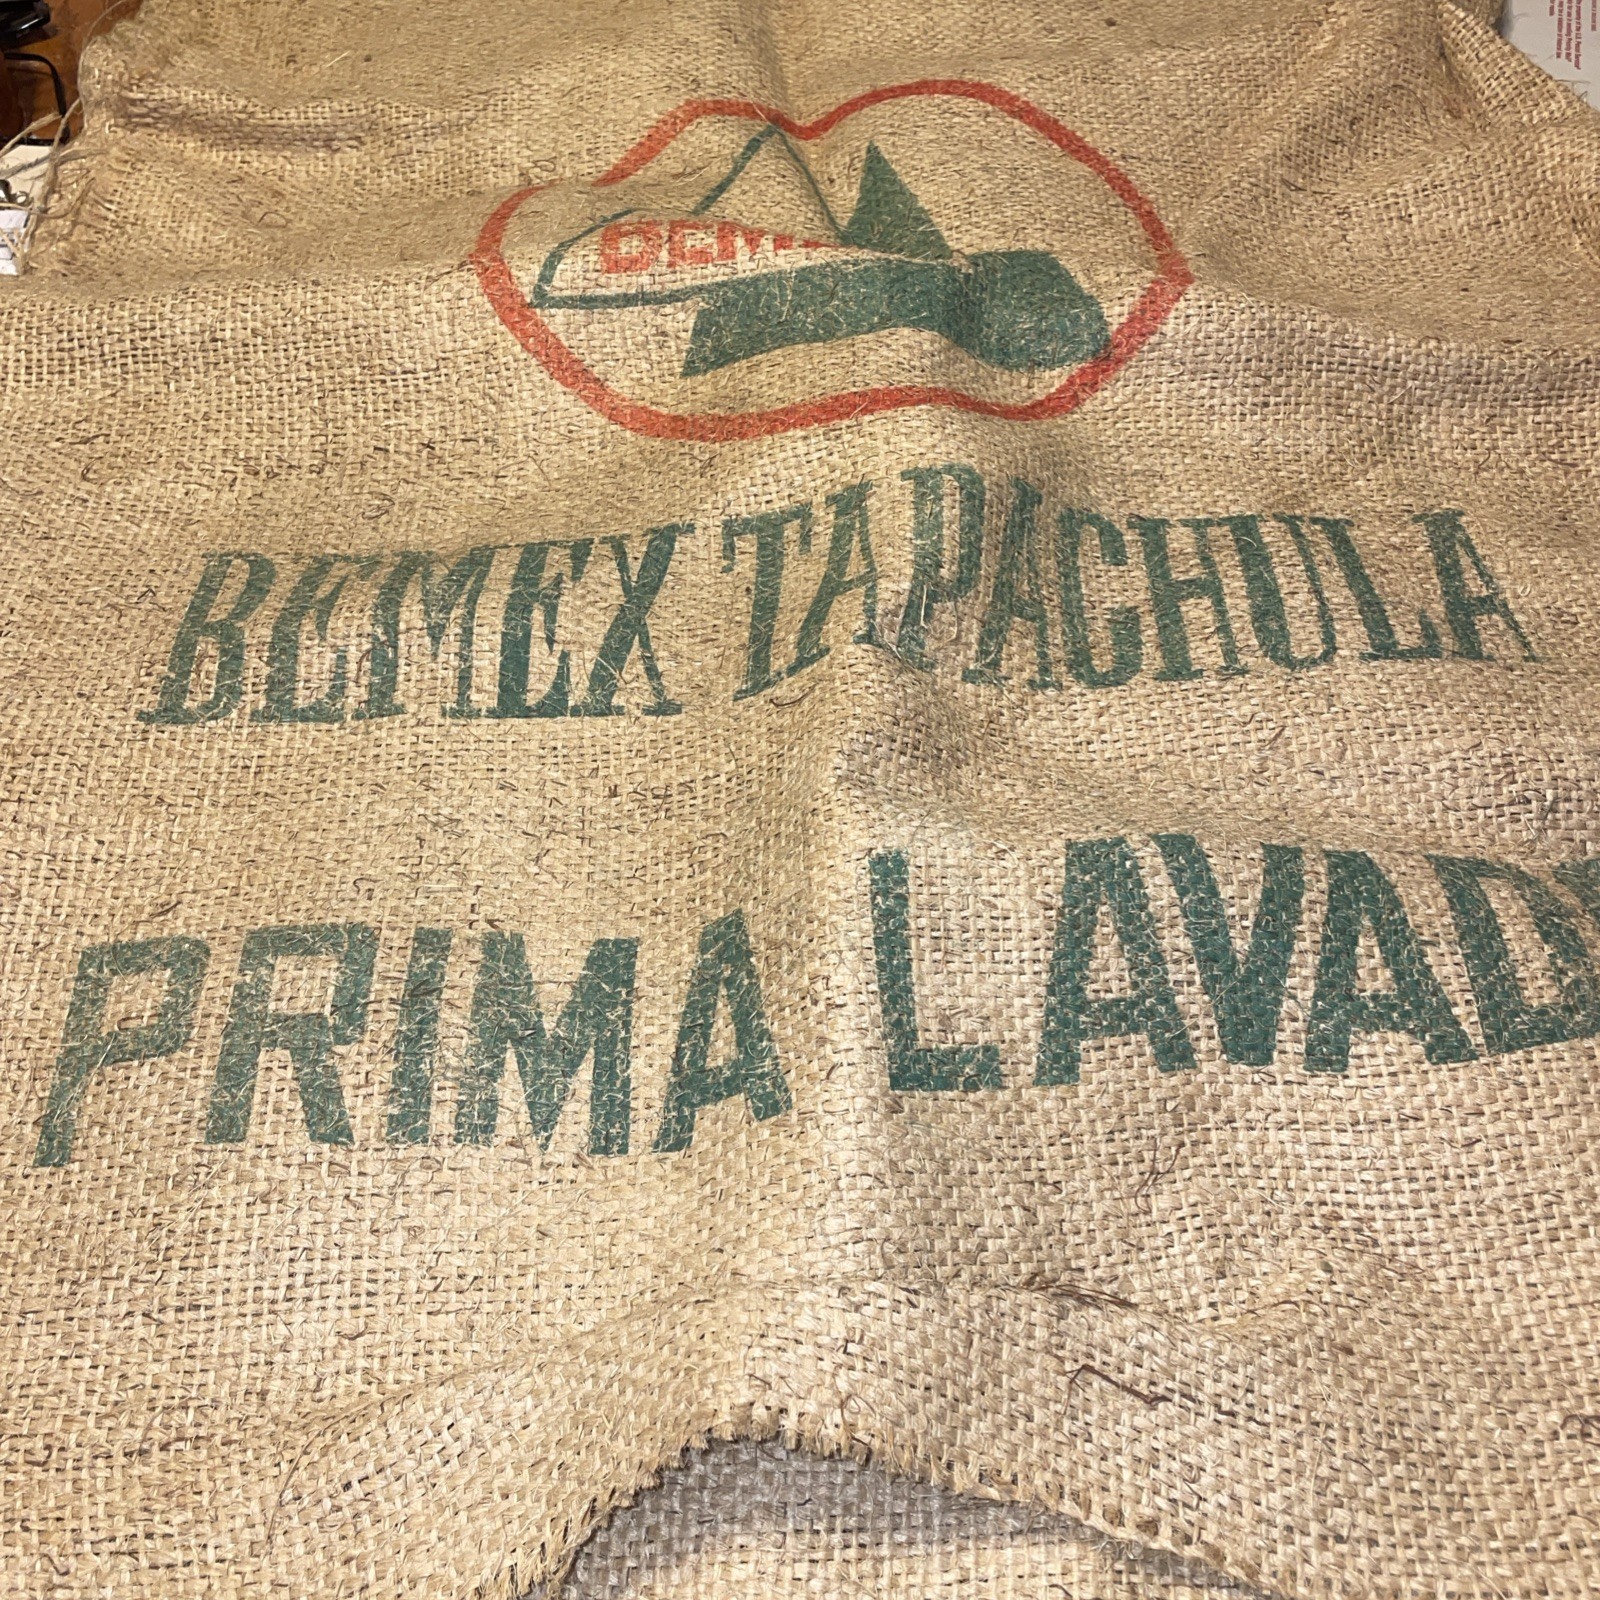 BEMEX TAPACHULA
PRIMA LAVAD